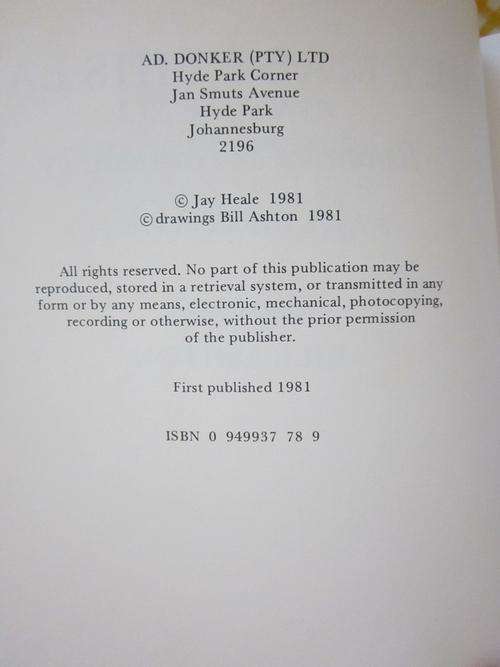 AD. DONKER (PTY) LTD
Hyde Park Corner
Jan Smuts Avenue
Hyde Park
Johannesburg
2196
© Jay Heale 1981
© drawings Bill Ashton 1981
All rights reserved. No part of this publication may be
reproduced, stored in a retrieval system, or transmitted in any
form or by any means, electronic, mechanical, photocopying,
recording or otherwise, without the prior permission
of the publisher.
First published 1981
ISBN 0 949937 78 9